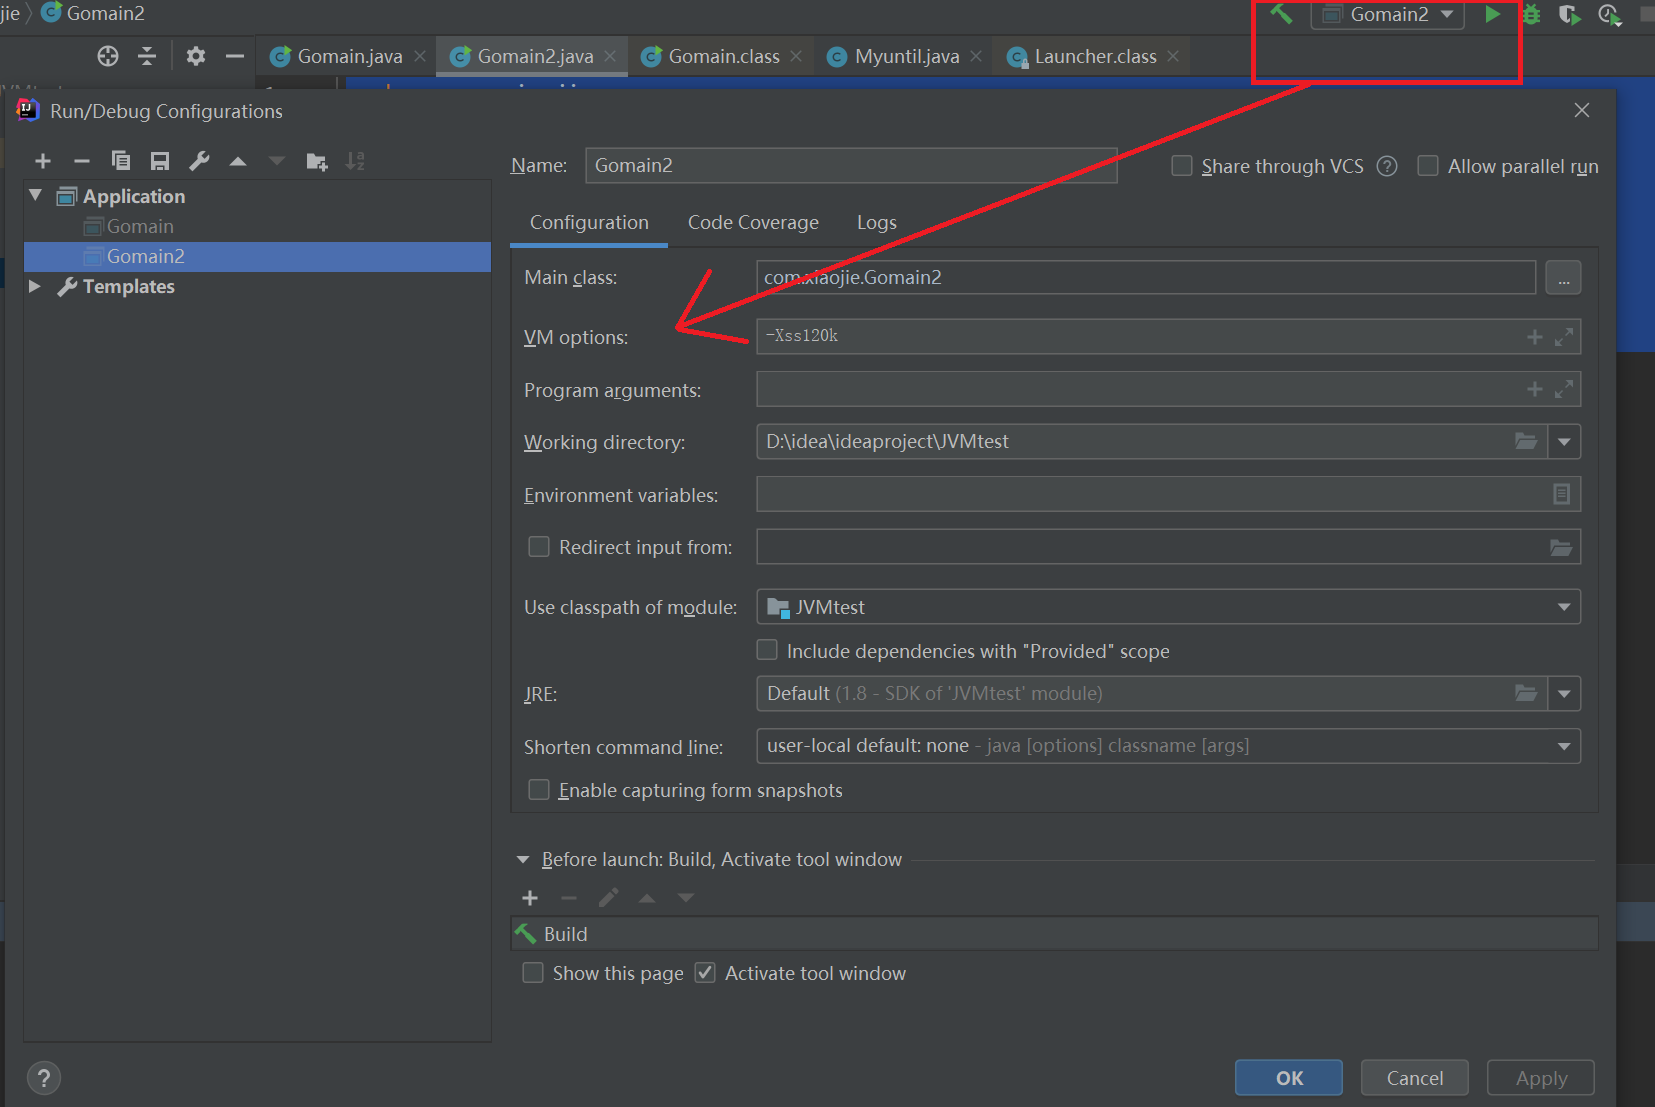 jie
Gomain2
Gomain2
Gomain.java
Gomain2.java
Gomain.class
Myuntil.java
Launcher.class
Run/Debug Configurations
Name:
Gomain2
Share through VCS
Allow parallel run
Application
Gomain
Gomain2
Templates
Configuration
Code Coverage
Logs
Main class:
com.xiaojie.Gomain2
...
VM options:
-Xss120k
Program arguments:
Working directory:
D:\idea\ideaproject\JVMtest
Environment variables:
Redirect input from:
Use classpath of module:
JVMtest
Include dependencies with "Provided" scope
JRE:
Default (1.8 - SDK of 'JVMtest' module)
Shorten command line:
user-local default: none - java [options] classname [args]
Enable capturing form snapshots
Before launch: Build, Activate tool window
Build
Show this page
Activate tool window
?
OK
Cancel
Apply